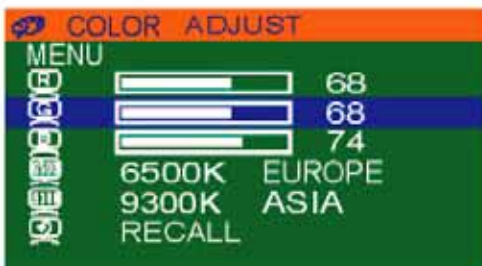 COLOR ADJUST
MENU
R 68
G 68
74
6500K EUROPE
9300K ASIA
RECALL